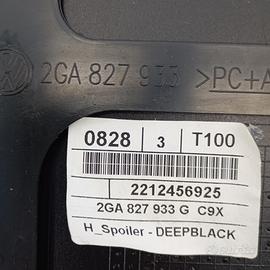 2GA 827 933 >PC+A
0828 3 T100
2212456925
2GA 827 933 G C9X
H_Spoiler - DEEPBLACK